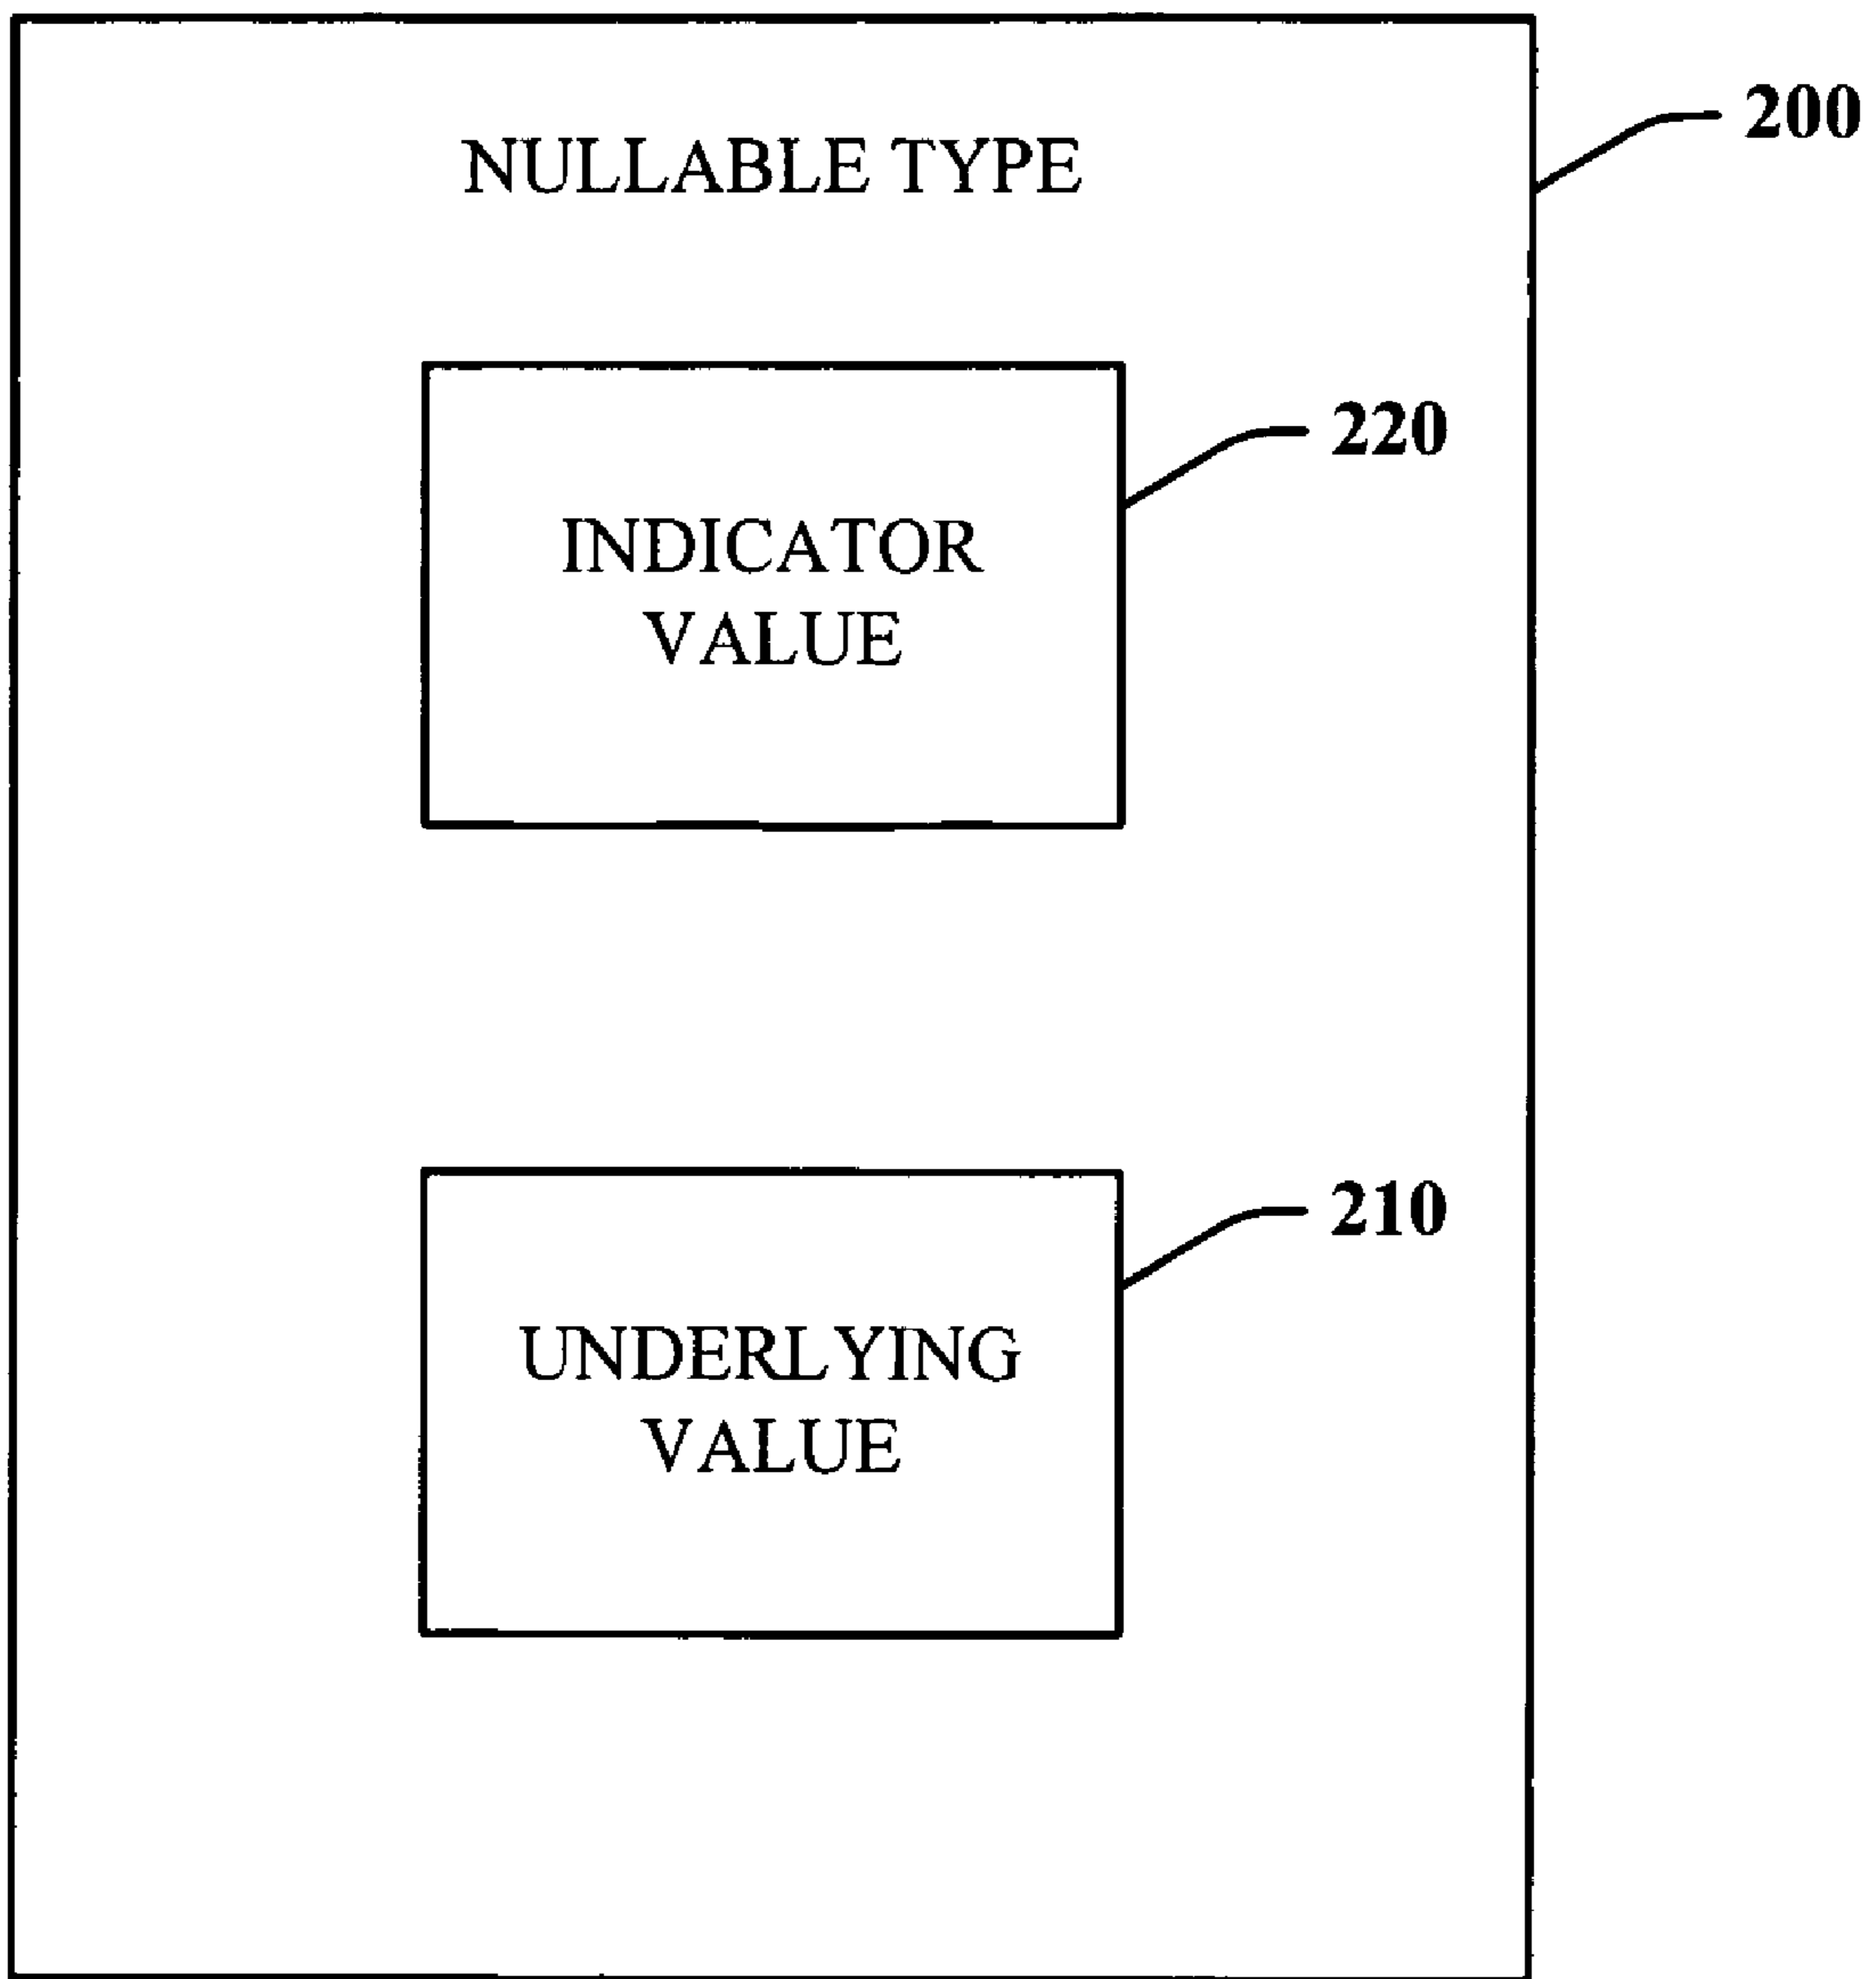 NULLABLE TYPE
200
220
INDICATOR
VALUE
210
UNDERLYING
VALUE